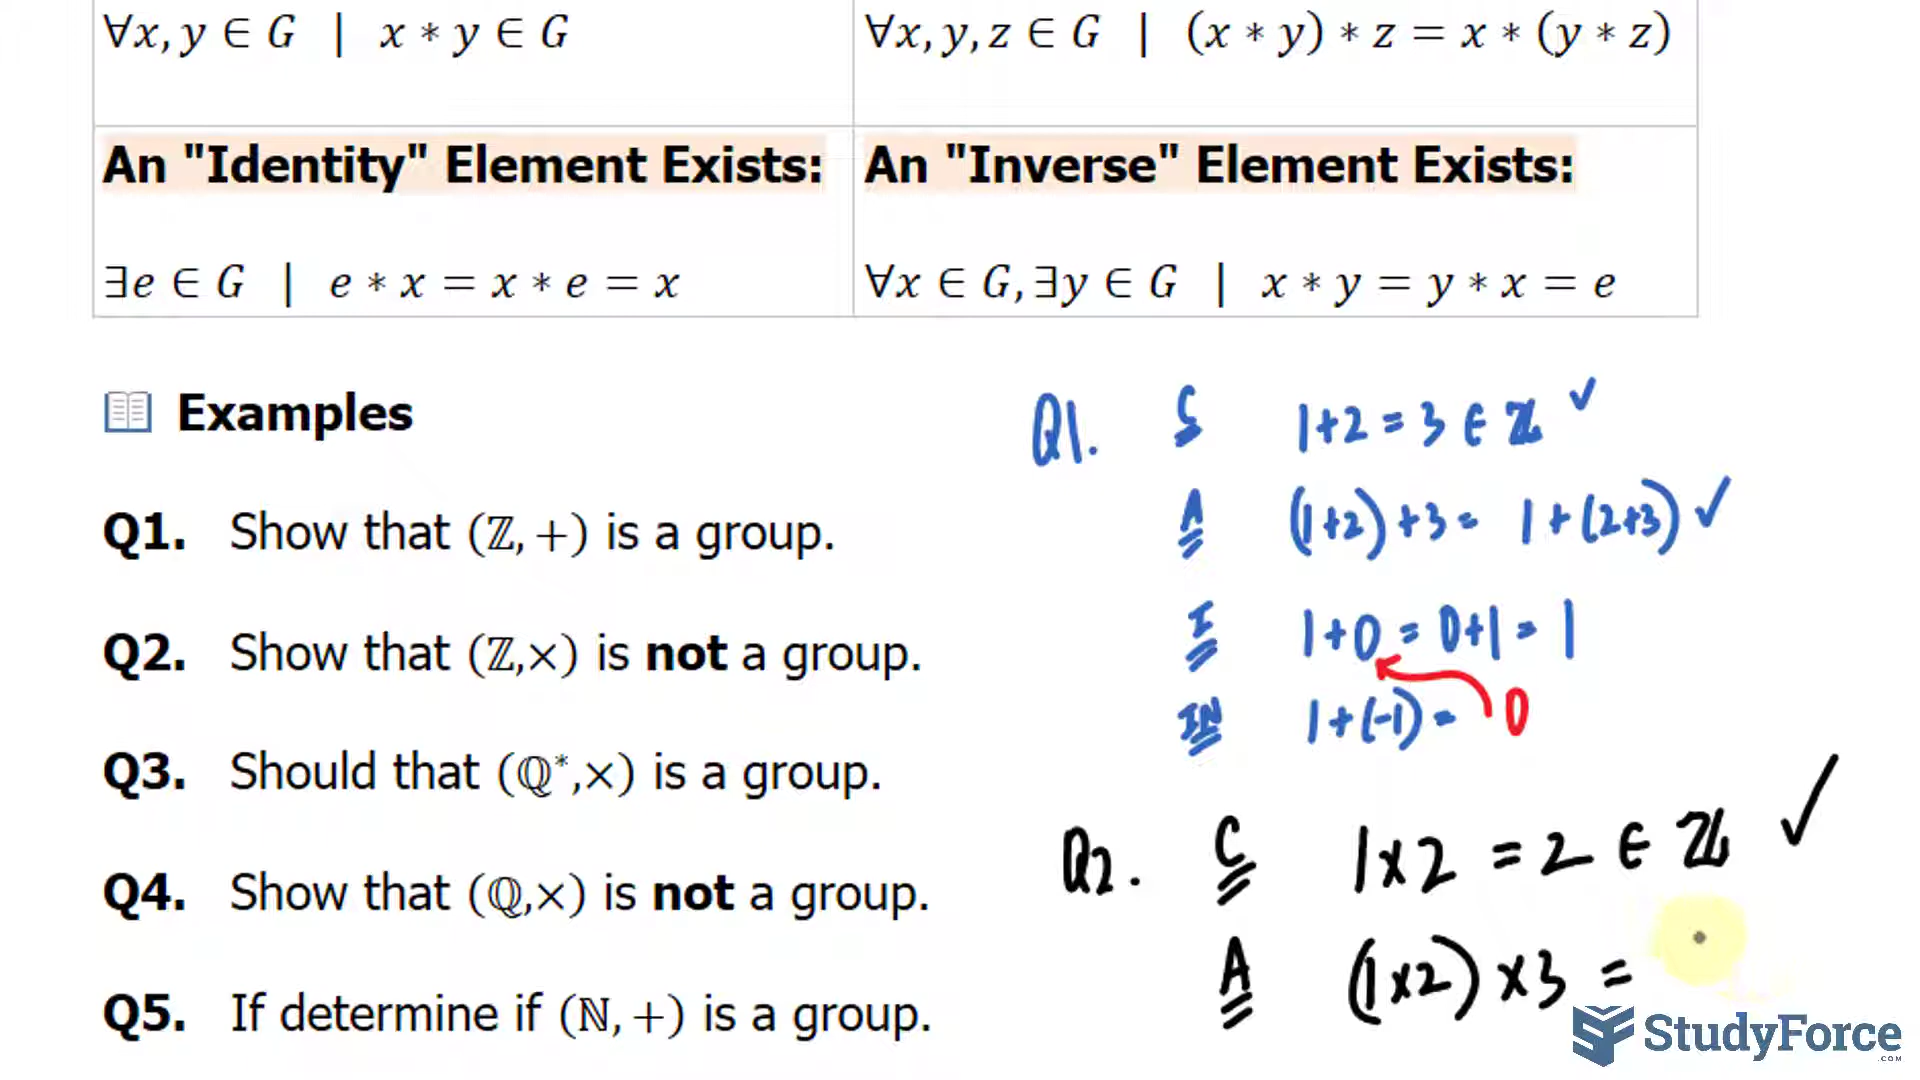 ∀x, y ∈ G | x ∗ y ∈ G
∀x, y, z ∈ G | (x ∗ y) ∗ z = x ∗ (y ∗ z)
An "Identity" Element Exists:
∃e ∈ G | e ∗ x = x ∗ e = x
An "Inverse" Element Exists:
∀x ∈ G, ∃y ∈ G | x ∗ y = y ∗ x = e
Examples
Q1. Show that (ℤ, +) is a group.
Q2. Show that (ℤ,×) is not a group.
Q3. Should that (ℚ*,×) is a group.
Q4. Show that (ℚ,×) is not a group.
Q5. If determine if (ℕ, +) is a group.
Q1. C 1+2=3 ∈ ℤ ✓
A (1+2)+3= 1+(2+3) ✓
I 1+0 = 0+1 = 1
IN 1+(-1) = 0
Q2. C 1×2 = 2 ∈ ℤ ✓
A (1×2)×3 =
StudyForce
.COM